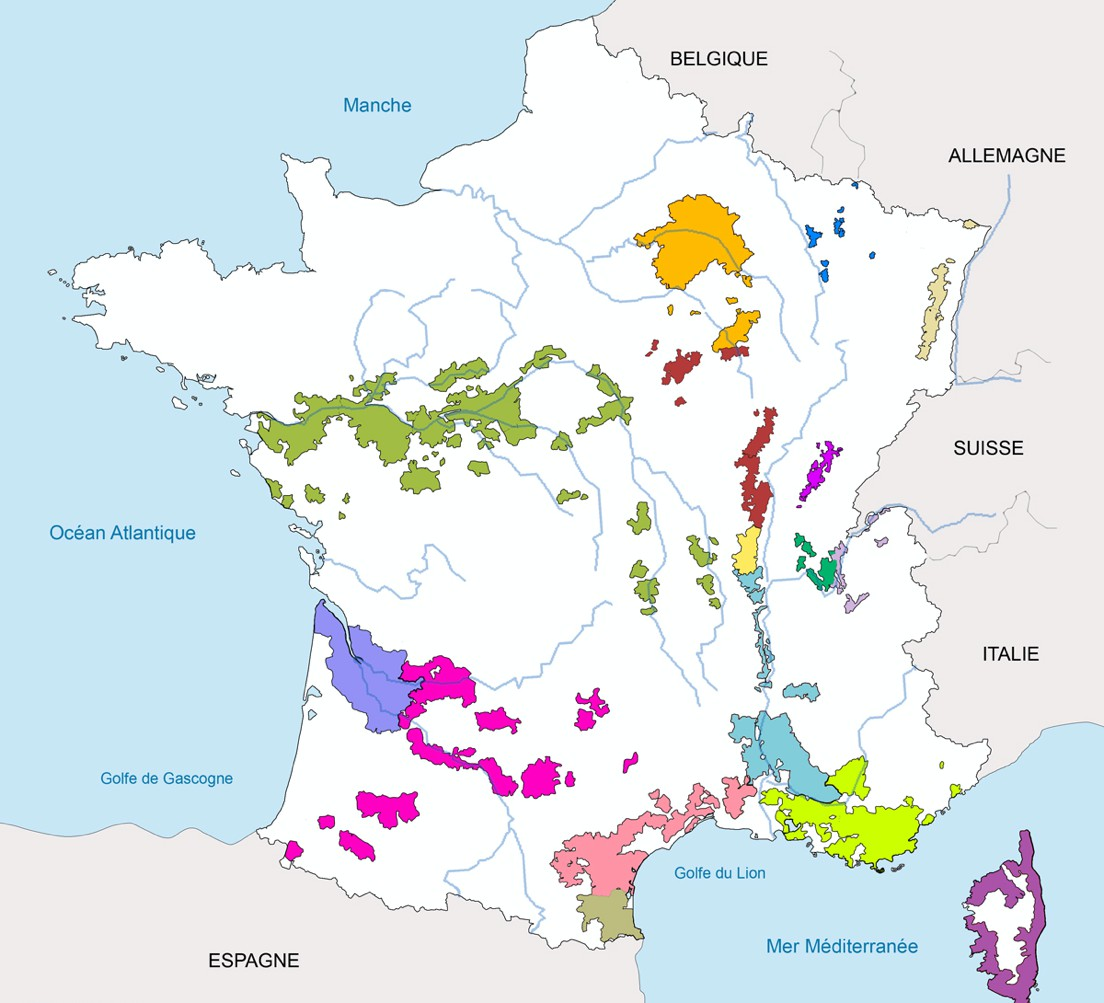 BELGIQUE
Manche
ALLEMAGNE
SUISSE
Océan Atlantique
ITALIE
Golfe de Gascogne
Golfe du Lion
Mer Méditerranée
ESPAGNE